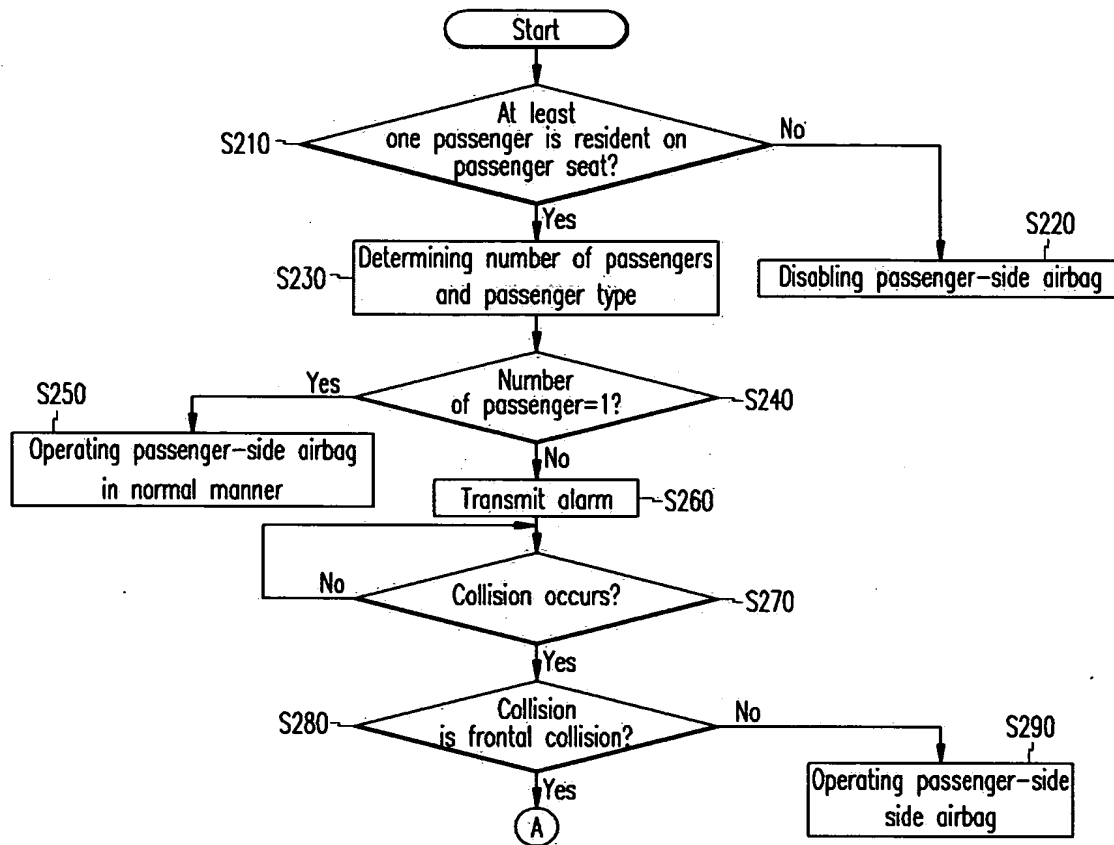 Start
At least
one passenger is resident on
passenger seat?
S210
No
Yes
S220
Disabling passenger-side airbag
Determining number of passengers
and passenger type
S230
Number
of passenger=1?
S240
Yes
S250
Operating passenger-side airbag
in normal manner
No
Transmit alarm
S260
Collision occurs?
No
S270
Yes
Collision
is frontal collision?
S280
No
S290
Operating passenger-side
side airbag
Yes
A